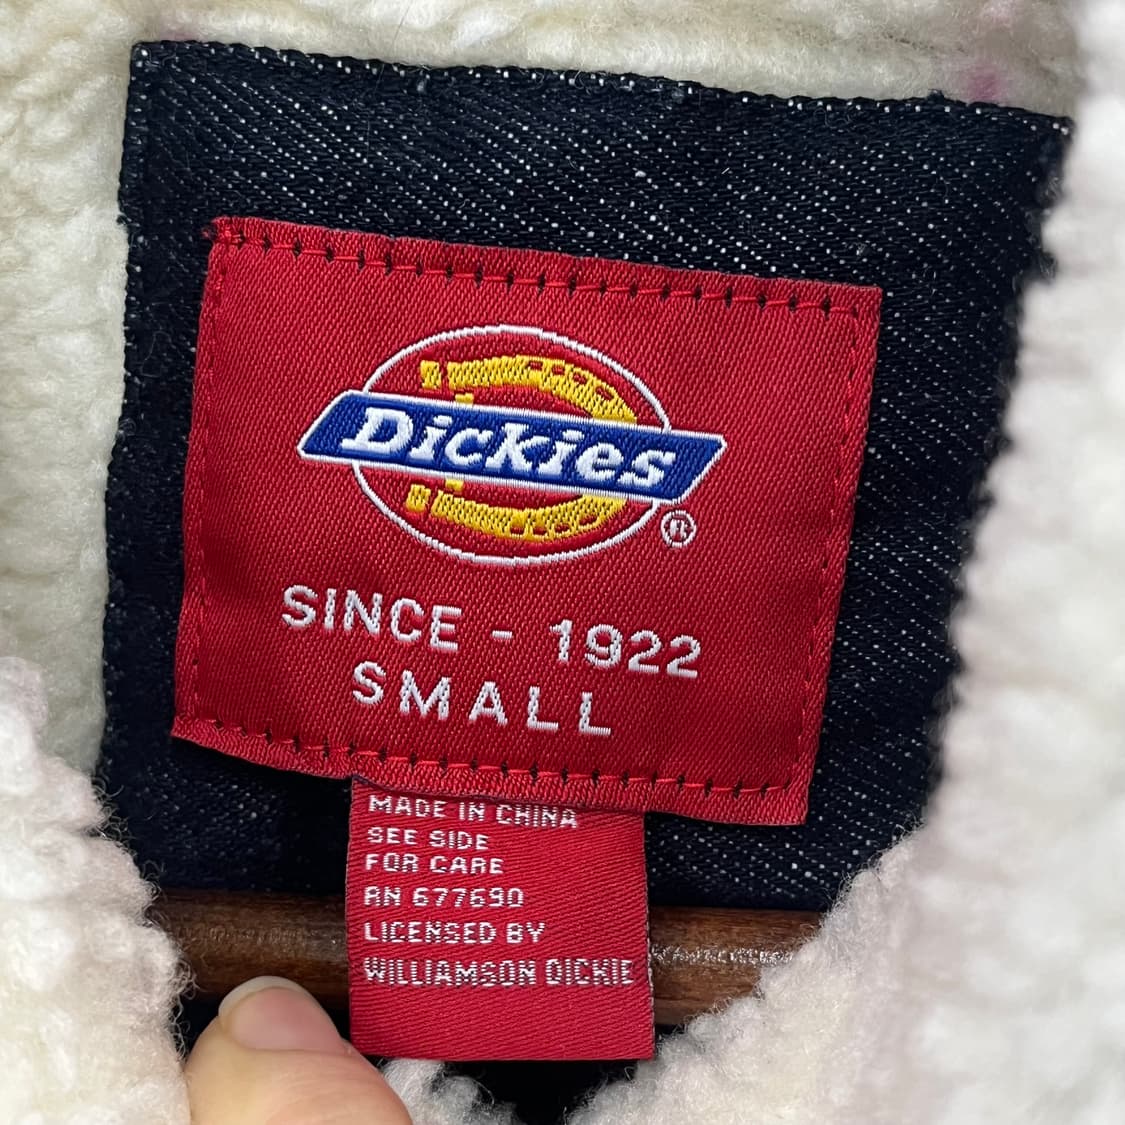 Dickies
®
SINCE - 1922
SMALL
MADE IN CHINA
SEE SIDE
FOR CARE
RN 677690
LICENSED BY
WILLIAMSON DICKIE